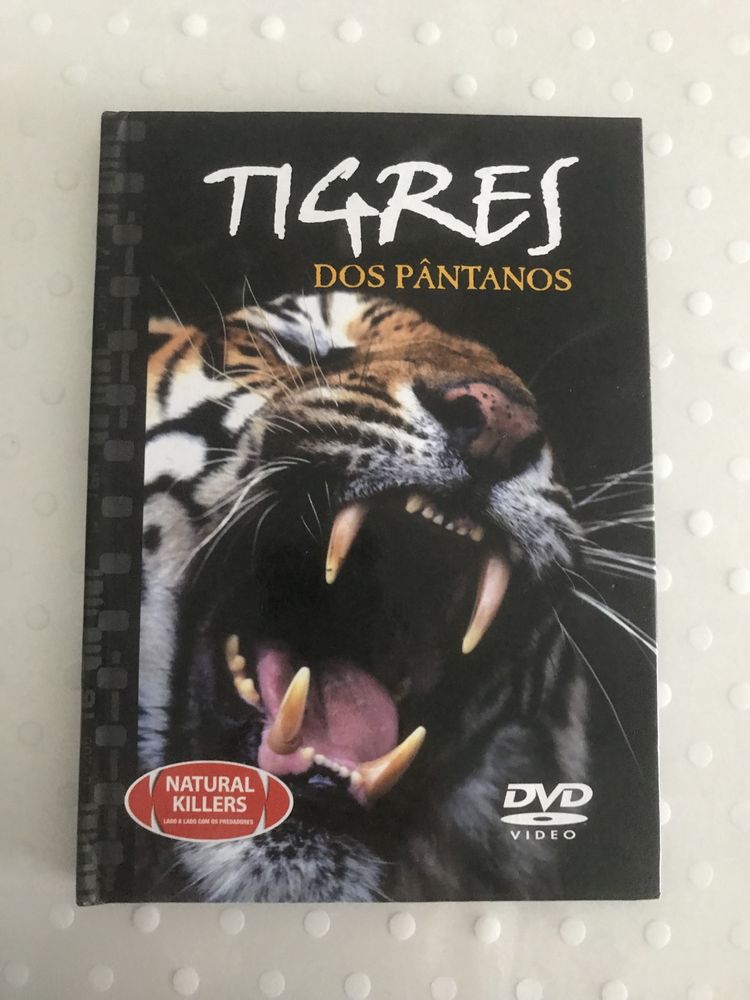 TIGRES
DOS PÂNTANOS
NATURAL
KILLERS
LADO A LADO COM OS PREDADORES
DVD
VIDEO